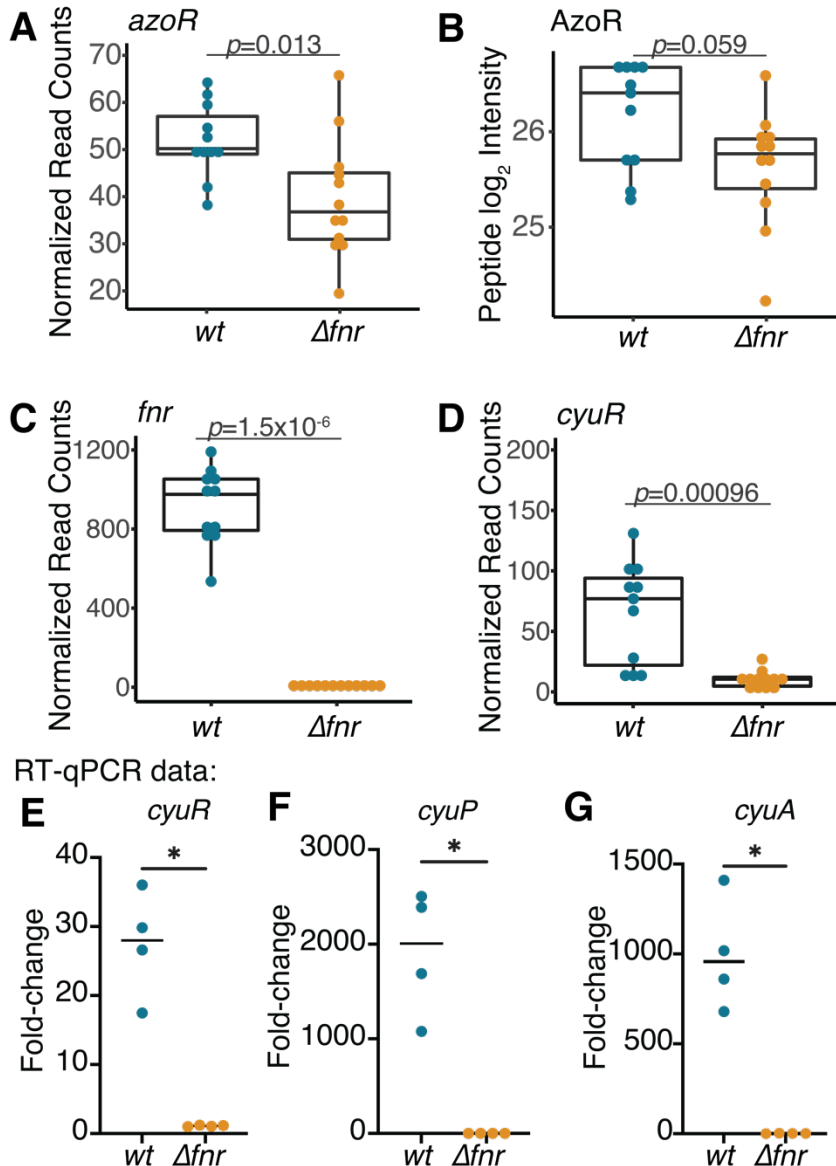 A azoR
p=0.013
Normalized Read Counts
70
60
50
40
30
20
wt Δfnr
B AzoR
p=0.059
Peptide log2 Intensity
26
25
wt Δfnr
C fnr
p=1.5x10-6
Normalized Read Counts
1200
800
400
0
wt Δfnr
D cyuR
p=0.00096
Normalized Read Counts
200
150
100
50
0
wt Δfnr
RT-qPCR data:
E cyuR
*
Fold-change
40
30
20
10
0
wt Δfnr
F cyuP
*
Fold-change
3000
2000
1000
0
wt Δfnr
G cyuA
*
Fold-change
1500
1000
500
0
wt Δfnr